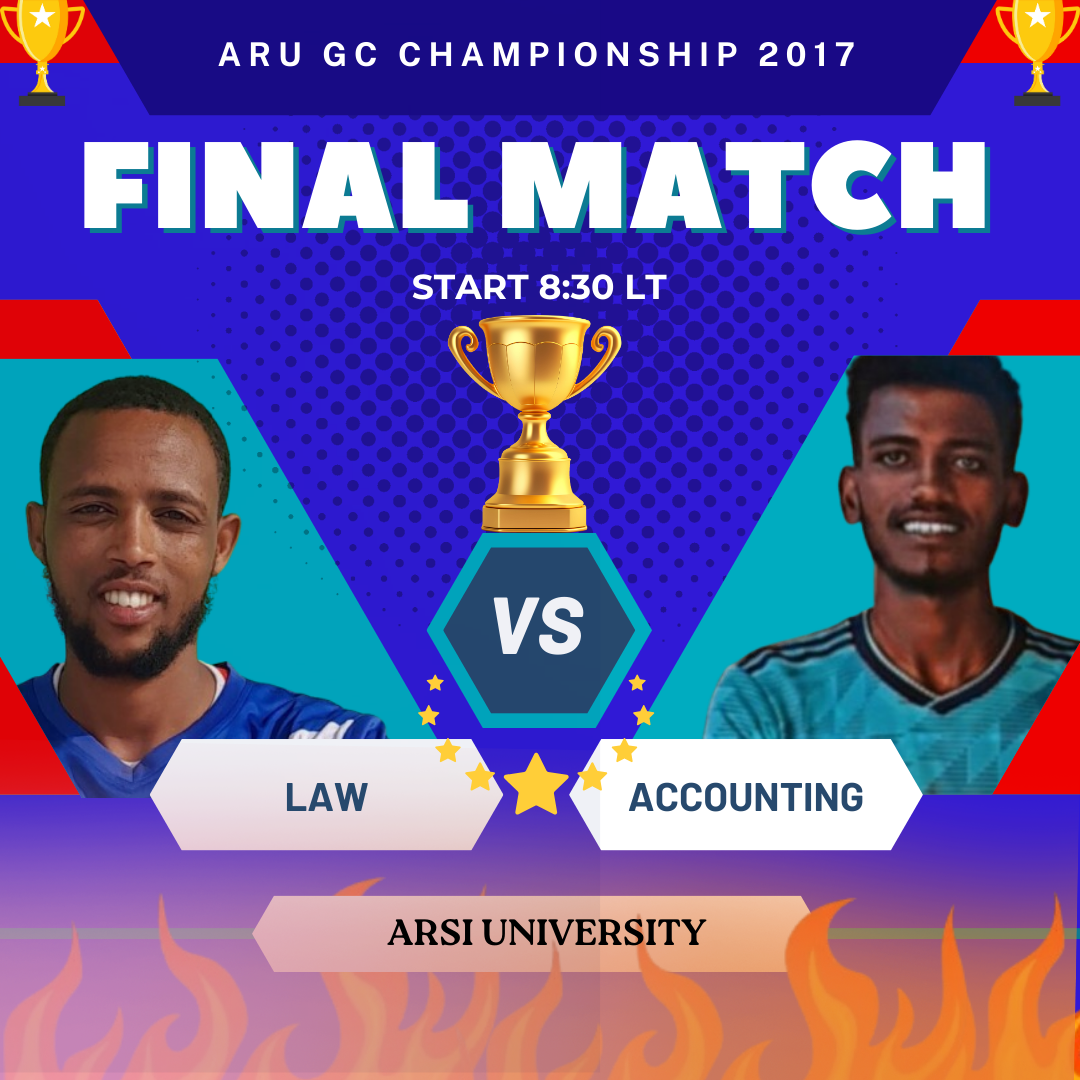 ARU GC CHAMPIONSHIP 2017
FINAL MATCH
START 8:30 LT
VS
LAW
ACCOUNTING
ARSI UNIVERSITY